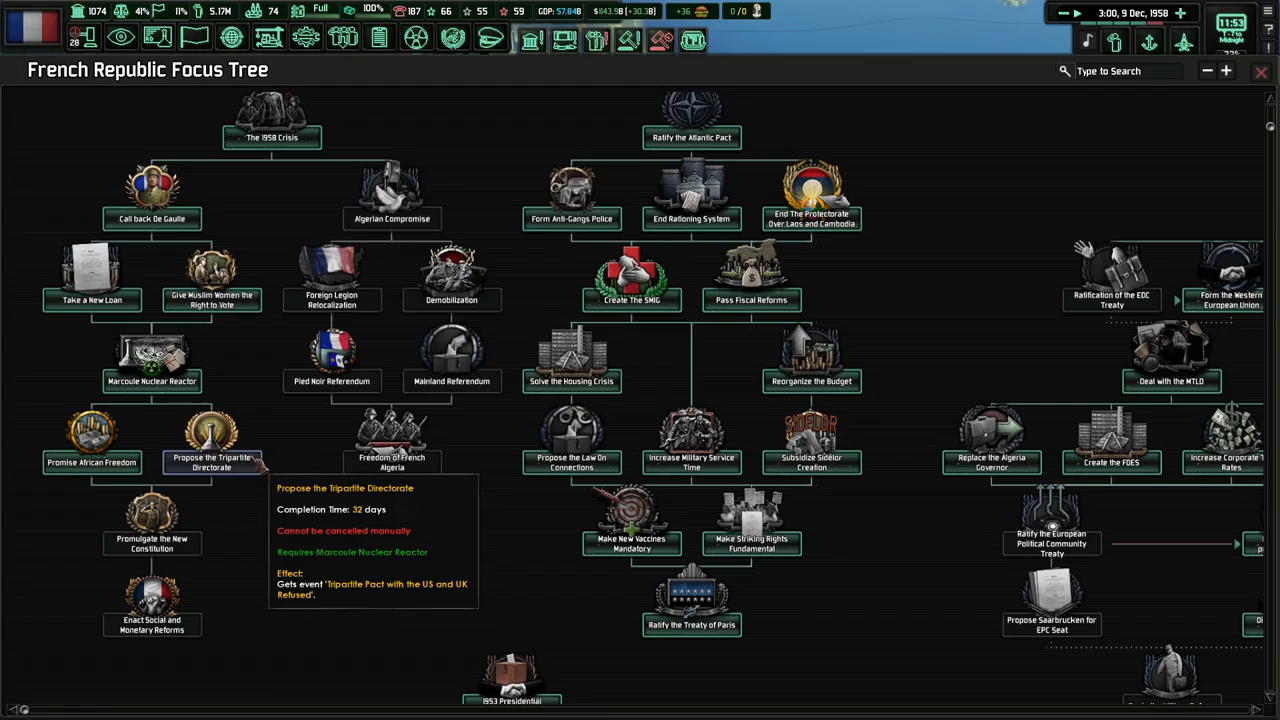 1074
41%
11%
5.17M
74
Full
100%
187
66
55
59
GDP: 57.84B
$143.9B (+30.3B)
+36
0/0
3:00, 9 Dec, 1958
28
11:53
French Republic Focus Tree
Type to Search
The 1958 Crisis
Ratify the Atlantic Pact
Call back De Gaulle
Algerian Compromise
Form Anti-Gangs Police
End Rationing System
End The Protectorate
Over Laos and Cambodia
Take a New Loan
Give Muslim Women the
Right to Vote
Foreign Legion
Relocalization
Demobilization
Create The SMIG
Pass Fiscal Reforms
Ratification of the EDC
Treaty
Form the Western
European Union
Marcoule Nuclear Reactor
Pied Noir Referendum
Mainland Referendum
Solve the Housing Crisis
Reorganize the Budget
Deal with the MTLD
Promise African Freedom
Propose the Tripartite
Directorate
Freedom of French
Algeria
Propose the Law On
Connections
Increase Military Service
Time
SIDELOR
Subsidize Sidelor
Creation
Replace the Algeria
Governor
Create the FDES
Increase Corporate T
Rates
Propose the Tripartite Directorate
Completion Time: 32 days
Cannot be cancelled manually
Requires Marcoule Nuclear Reactor
Effect:
Gets event 'Tripartite Pact with the US and UK
Refused'.
Promulgate the New
Constitution
Make New Vaccines
Mandatory
Make Striking Rights
Fundamental
Ratify the European
Political Community
Treaty
Enact Social and
Monetary Reforms
Ratify the Treaty of Paris
Propose Saarbrucken for
EPC Seat
1953 Presidential